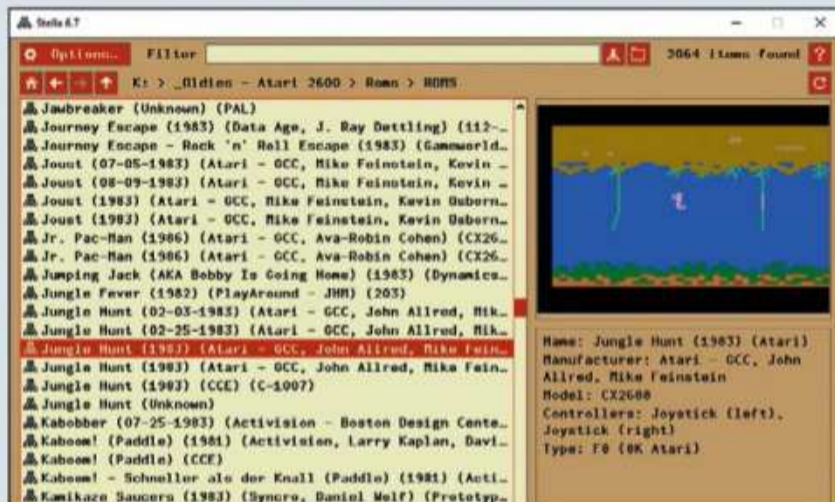 Stella 6.7
Options… Filter 3064 items found ?
K: > _Oldies - Atari 2600 > Roms > ROMS
Jawbreaker (Unknown) (PAL)
Journey Escape (1983) (Data Age, J. Ray Dettling) (112-…
Journey Escape - Rock 'n' Roll Escape (1983) (Gameworld…
Joust (07-05-1983) (Atari - GCC, Mike Feinstein, Kevin …
Joust (08-09-1983) (Atari - GCC, Mike Feinstein, Kevin …
Joust (1983) (Atari - GCC, Mike Feinstein, Kevin Osborn…
Joust (1983) (Atari - GCC, Mike Feinstein, Kevin Osborn…
Jr. Pac-Man (1986) (Atari - GCC, Ava-Robin Cohen) (CX26…
Jr. Pac-Man (1986) (Atari - GCC, Ava-Robin Cohen) (CX26…
Jumping Jack (AKA Bobby Is Going Home) (1983) (Dynamics…
Jungle Fever (1982) (PlayAround - JHM) (203)
Jungle Hunt (02-03-1983) (Atari - GCC, John Allred, Mik…
Jungle Hunt (02-25-1983) (Atari - GCC, John Allred, Mik…
Jungle Hunt (1983) (Atari - GCC, John Allred, Mike Fein…
Jungle Hunt (1983) (Atari - GCC, John Allred, Mike Fein…
Jungle Hunt (1983) (CCE) (C-1007)
Jungle Hunt (Unknown)
Kabobber (07-25-1983) (Activision - Boston Design Cente…
Kaboom! (Paddle) (1981) (Activision, Larry Kaplan, Davi…
Kaboom! (Paddle) (CCE)
Kaboom! - Schneller als der Knall (Paddle) (1981) (Acti…
Kamikaze Saucers (1983) (Syncro, Daniel Wolf) (Prototyp…
Name: Jungle Hunt (1983) (Atari)
Manufacturer: Atari - GCC, John
Allred, Mike Feinstein
Model: CX2688
Controllers: Joystick (left),
Joystick (right)
Type: F8 (8K Atari)